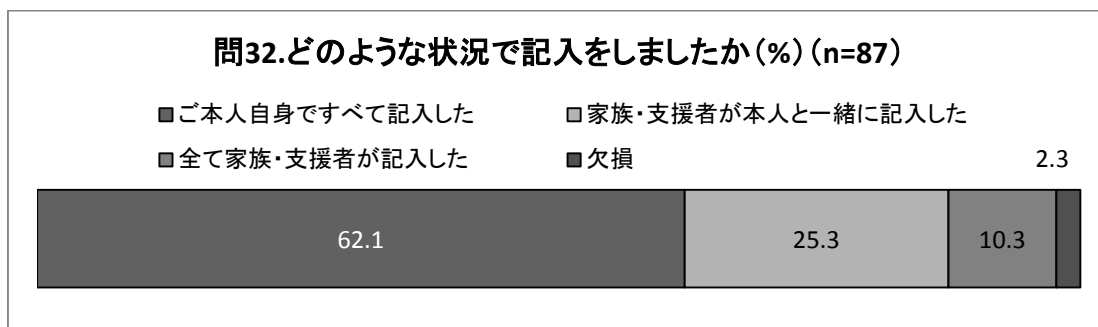 問32.どのような状況で記入をしましたか(%)(n=87)
■ご本人自身ですべて記入した ■家族・支援者が本人と一緒に記入した
■全て家族・支援者が記入した ■欠損
2.3
62.1 25.3 10.3